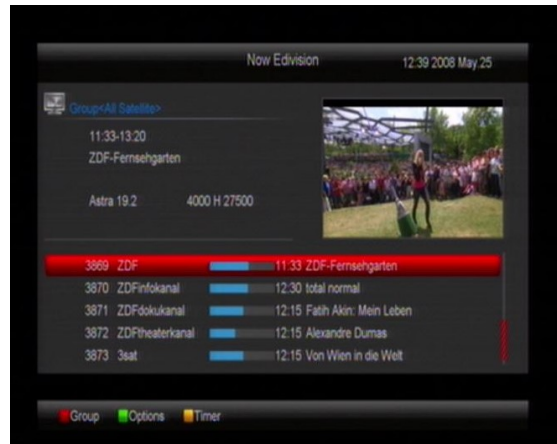 Now Edivision 12:39 2008 May.25
Group<All Satellite>
11:33-13:20
ZDF-Fernsehgarten
Astra 19.2 4000 H 27500
3869 ZDF 11:33 ZDF-Fernsehgarten
3870 ZDFinfokanal 12:30 total normal
3871 ZDFdokukanal 12:15 Fatih Akin: Mein Leben
3872 ZDFtheaterkanal 12:15 Alexandre Dumas
3873 3sat 12:15 Von Wien in die Welt
Group Options Timer